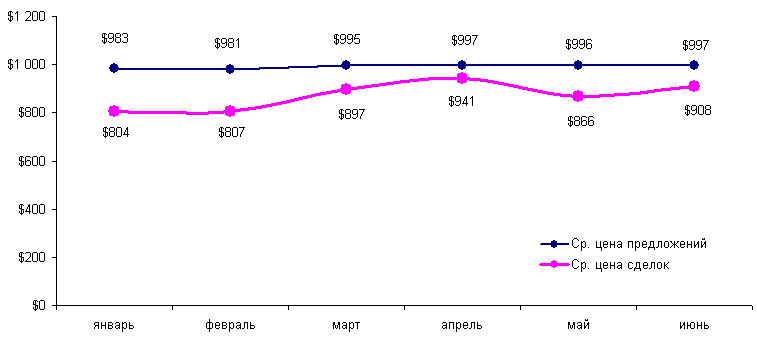 $1 200
$983 $981 $995 $997 $996 $997
$1 000
$800
$804 $807 $897 $941 $866 $908
$600
$400
$200
Ср. цена предложений
Ср. цена сделок
$0
январь февраль март апрель май июнь